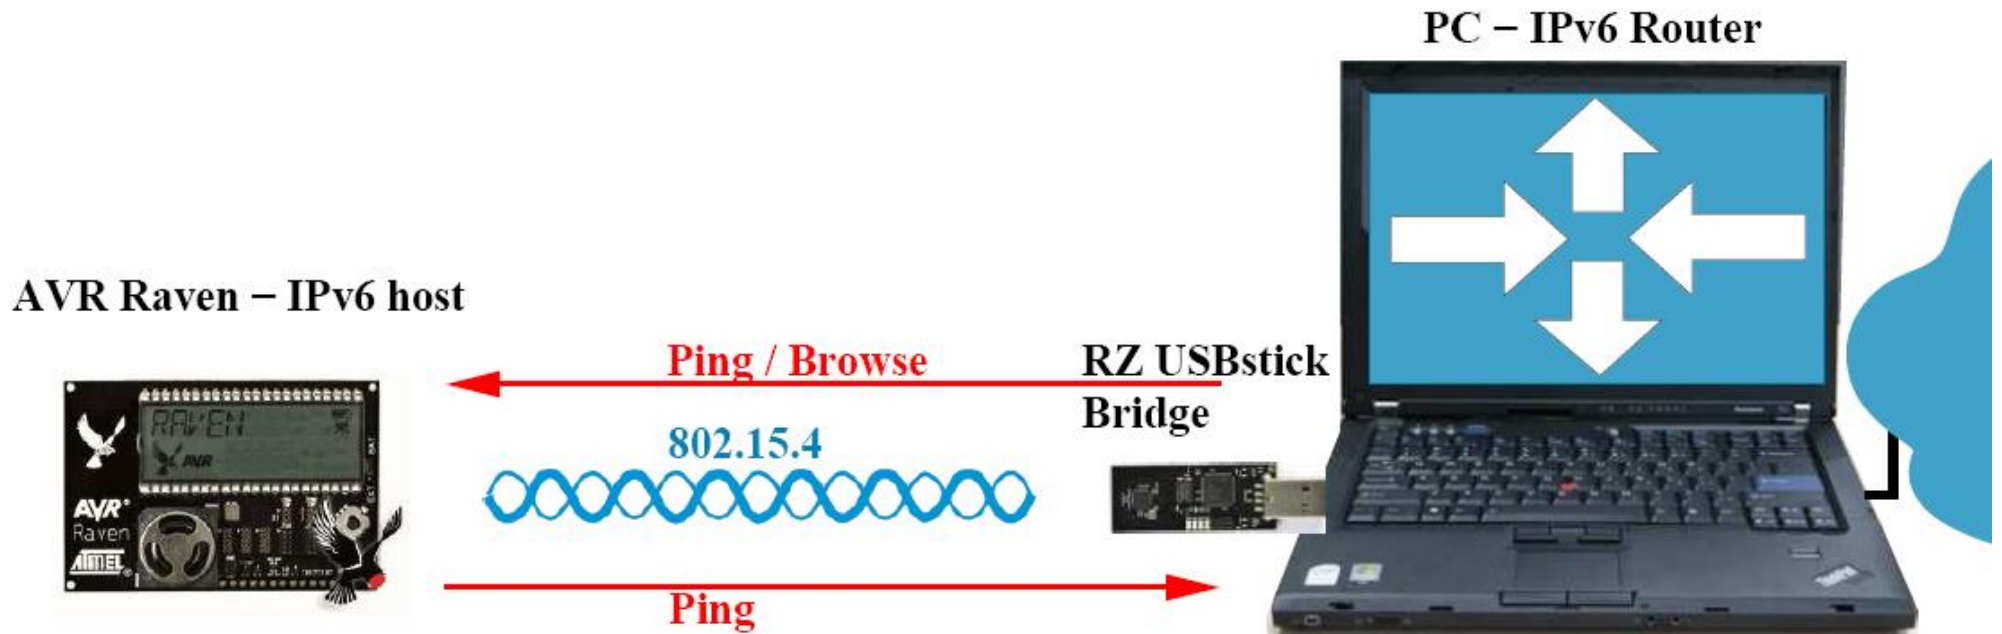 PC – IPv6 Router
AVR Raven – IPv6 host
Ping / Browse
RZ USBstick
Bridge
802.15.4
RAVEN
AVR
AVR®
Raven
ATMEL®
Ping
ThinkPad